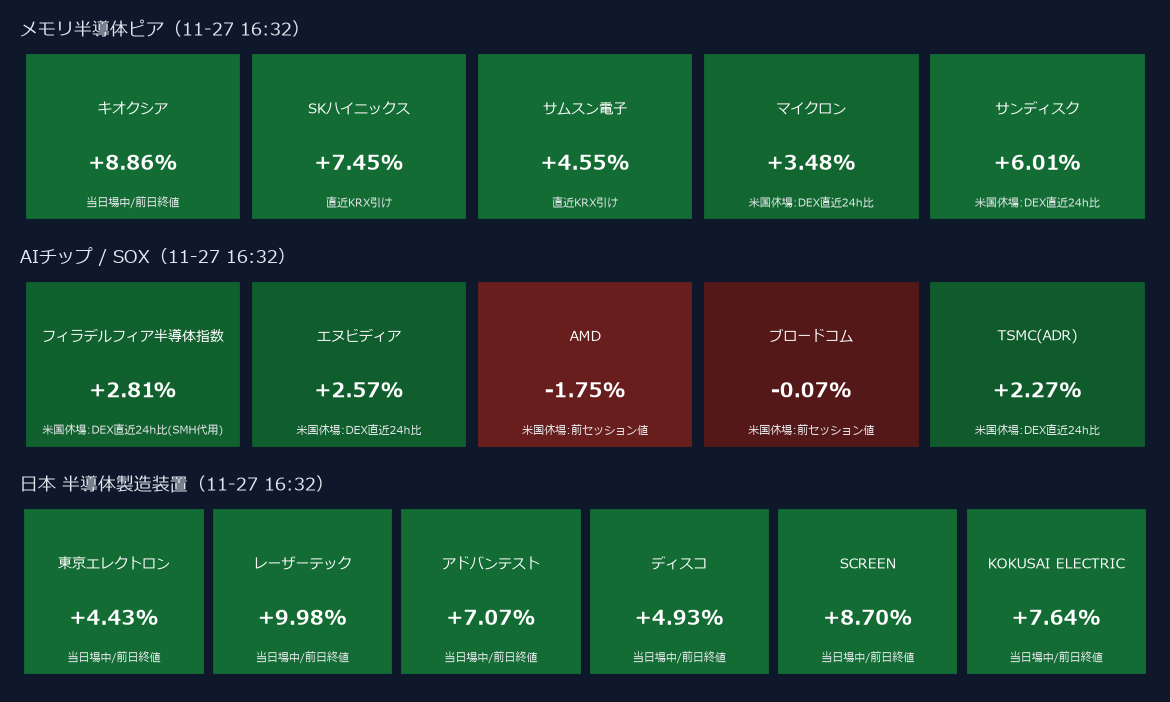 メモリ半導体ピア（11-27 16:32）
キオクシア
+8.86%
当日場中/前日終値
SKハイニックス
+7.45%
直近KRX引け
サムスン電子
+4.55%
直近KRX引け
マイクロン
+3.48%
米国休場:DEX直近24h比
サンディスク
+6.01%
米国休場:DEX直近24h比
AIチップ / SOX（11-27 16:32）
フィラデルフィア半導体指数
+2.81%
米国休場:DEX直近24h比(SMH代用)
エヌビディア
+2.57%
米国休場:DEX直近24h比
AMD
-1.75%
米国休場:前セッション値
ブロードコム
-0.07%
米国休場:前セッション値
TSMC(ADR)
+2.27%
米国休場:DEX直近24h比
日本 半導体製造装置（11-27 16:32）
東京エレクトロン
+4.43%
当日場中/前日終値
レーザーテック
+9.98%
当日場中/前日終値
アドバンテスト
+7.07%
当日場中/前日終値
ディスコ
+4.93%
当日場中/前日終値
SCREEN
+8.70%
当日場中/前日終値
KOKUSAI ELECTRIC
+7.64%
当日場中/前日終値